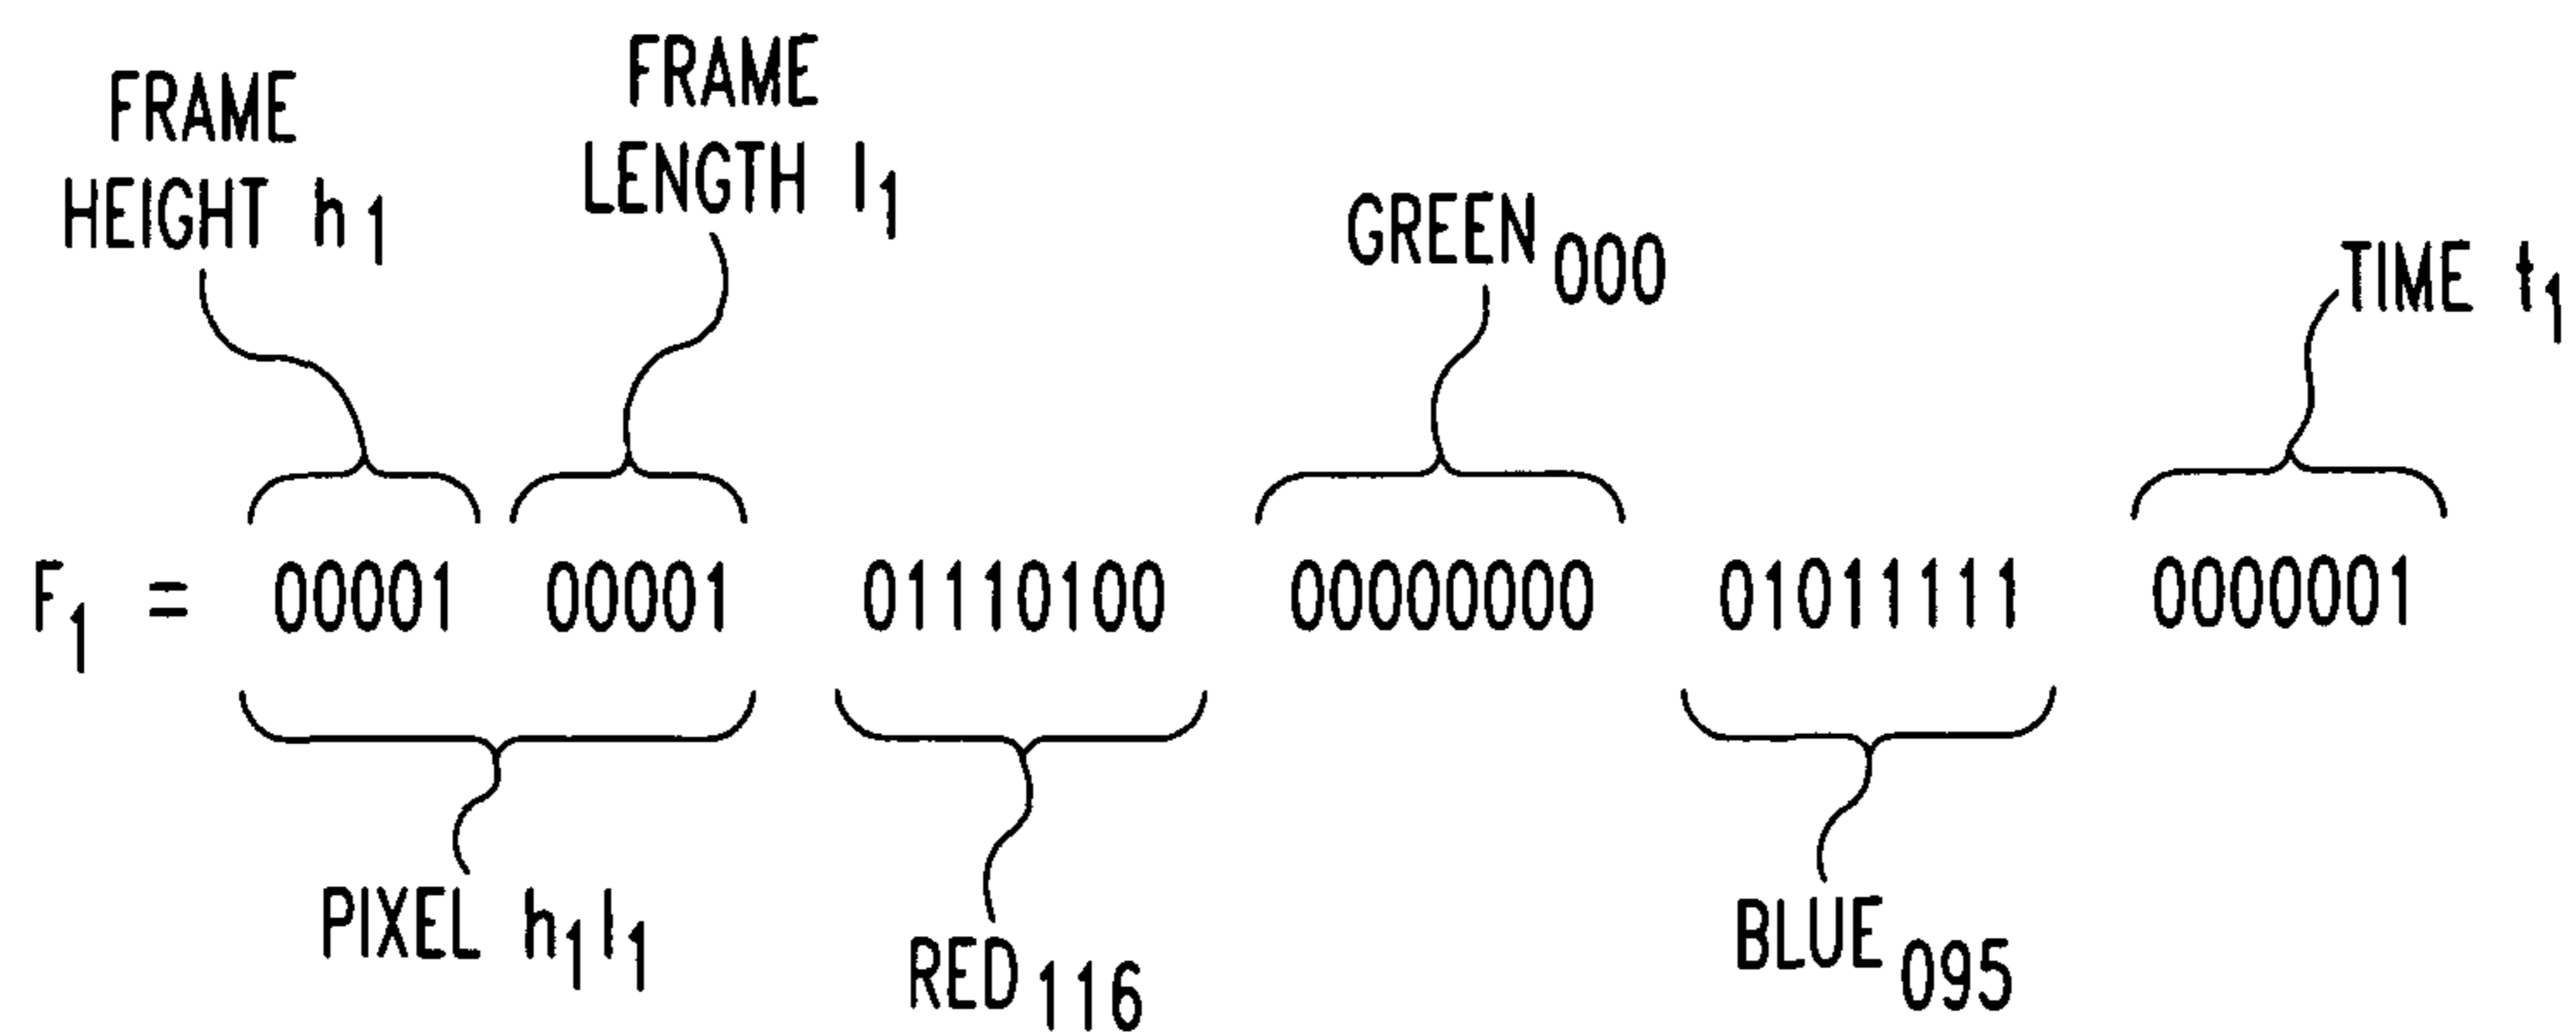 FRAME
HEIGHT h1
FRAME
LENGTH l1
GREEN000
TIME t1
F1 = 00001 00001 01110100 00000000 01011111 0000001
PIXEL h1l1
RED116
BLUE095